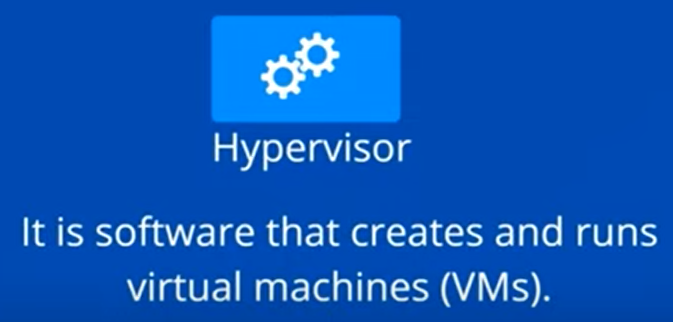 Hypervisor
It is software that creates and runs
virtual machines (VMs).